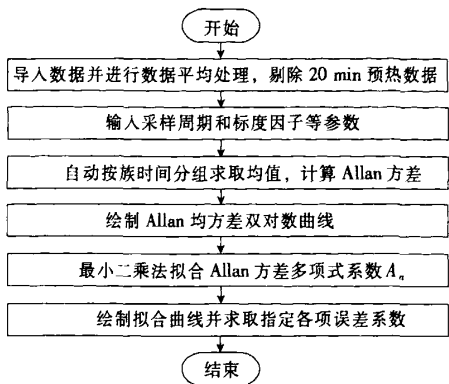 开始
导入数据并进行数据平均处理，剔除 20 min 预热数据
输入采样周期和标度因子等参数
自动按族时间分组求取均值，计算 Allan 方差
绘制 Allan 均方差双对数曲线
最小二乘法拟合 Allan 方差多项式系数 Aₙ
绘制拟合曲线并求取指定各项误差系数
结束